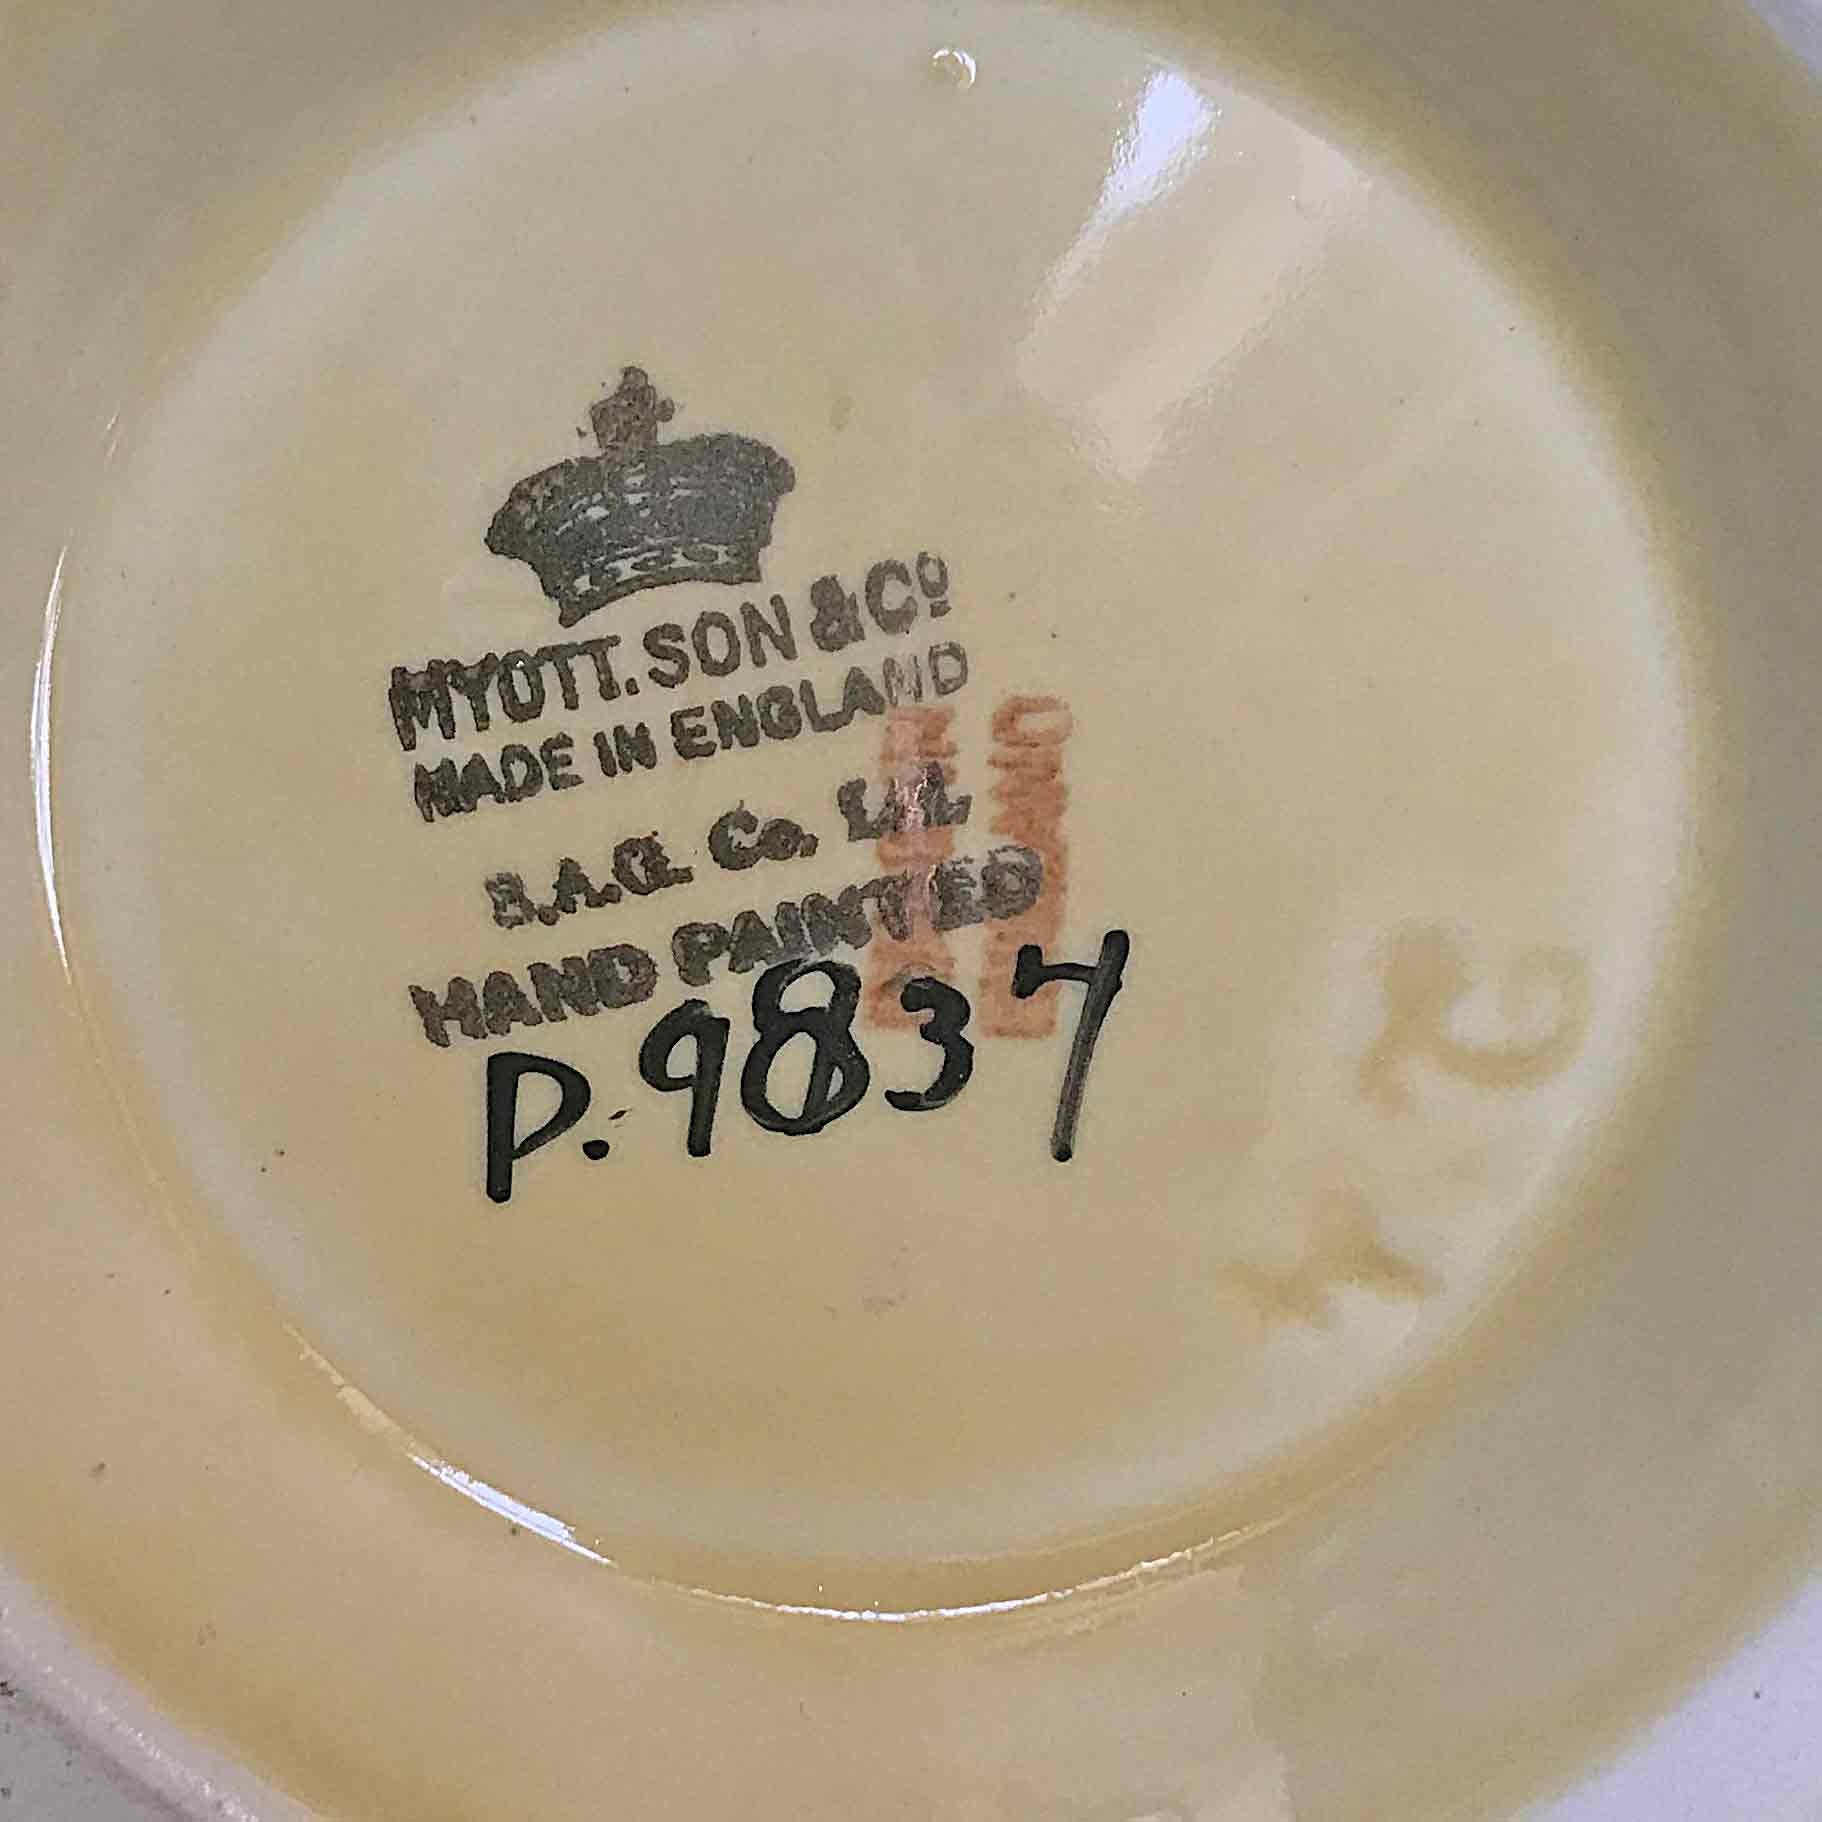 MYOTT. SON & Co
MADE IN ENGLAND
B.A.G. Co. Ltd.
HAND PAINTED
P. 9837